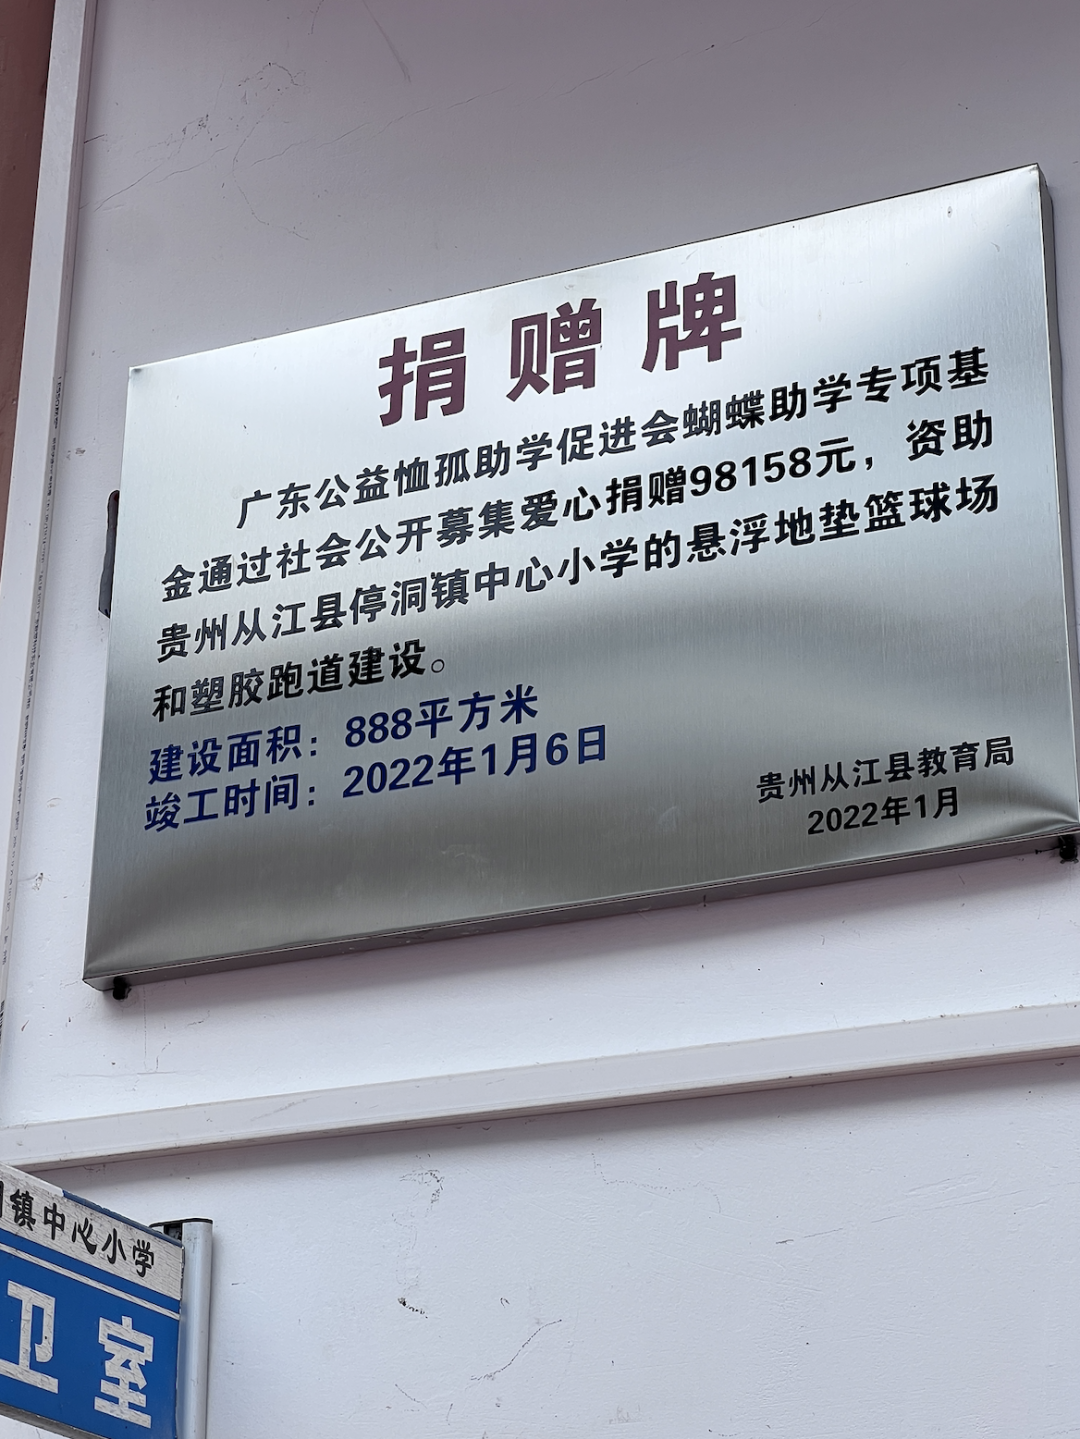 捐赠牌
广东公益恤孤助学促进会蝴蝶助学专项基
金通过社会公开募集爱心捐赠98158元，资助
贵州从江县停洞镇中心小学的悬浮地垫篮球场
和塑胶跑道建设。
建设面积：888平方米
竣工时间：2022年1月6日
贵州从江县教育局
2022年1月
镇中心小学
卫室